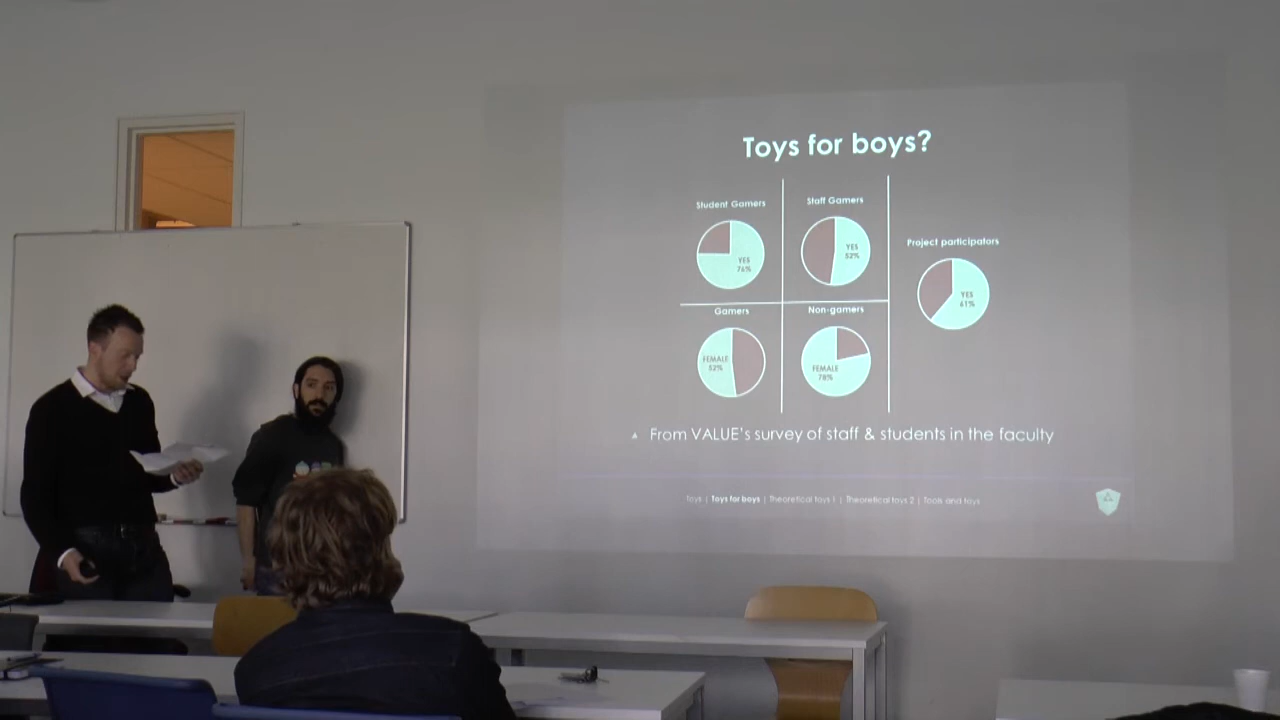 Toys for boys?
Student Gamers
YES
76%
Staff Gamers
YES
52%
Project participators
YES
61%
Gamers
FEMALE
52%
Non-gamers
FEMALE
78%
From VALUE's survey of staff & students in the faculty
Toys | Toys for boys | Theoretical toys 1 | Theoretical toys 2 | Tools and toys